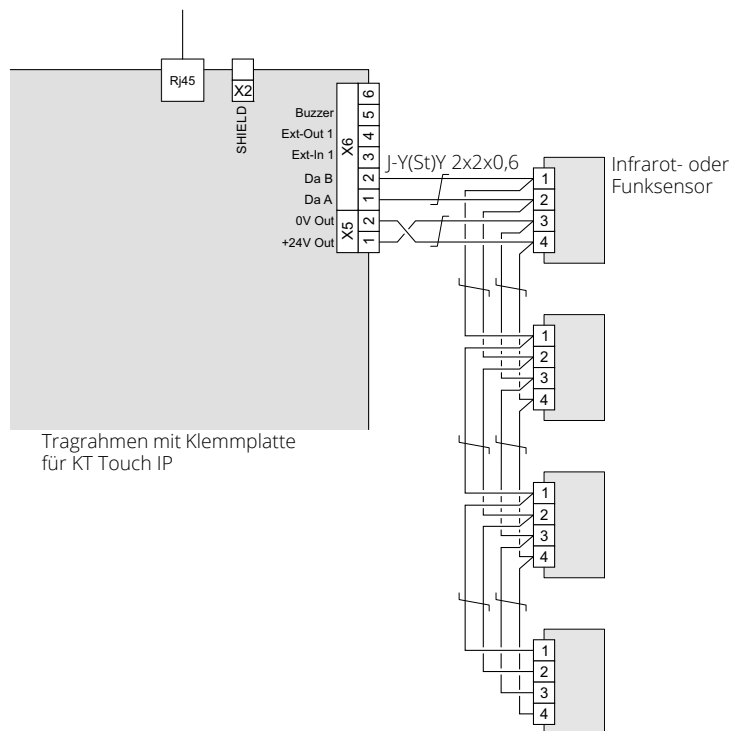 Rj45
X2
SHIELD
X6
X5
6
Buzzer 5
Ext-Out 1 4
Ext-In 1 3
Da B 2
Da A 1
0V Out 2
+24V Out 1
J-Y(St)Y 2x2x0,6
Infrarot- oder
Funksensor
1
2
3
4
1
2
3
4
1
2
3
4
1
2
3
4
Tragrahmen mit Klemmplatte
für KT Touch IP